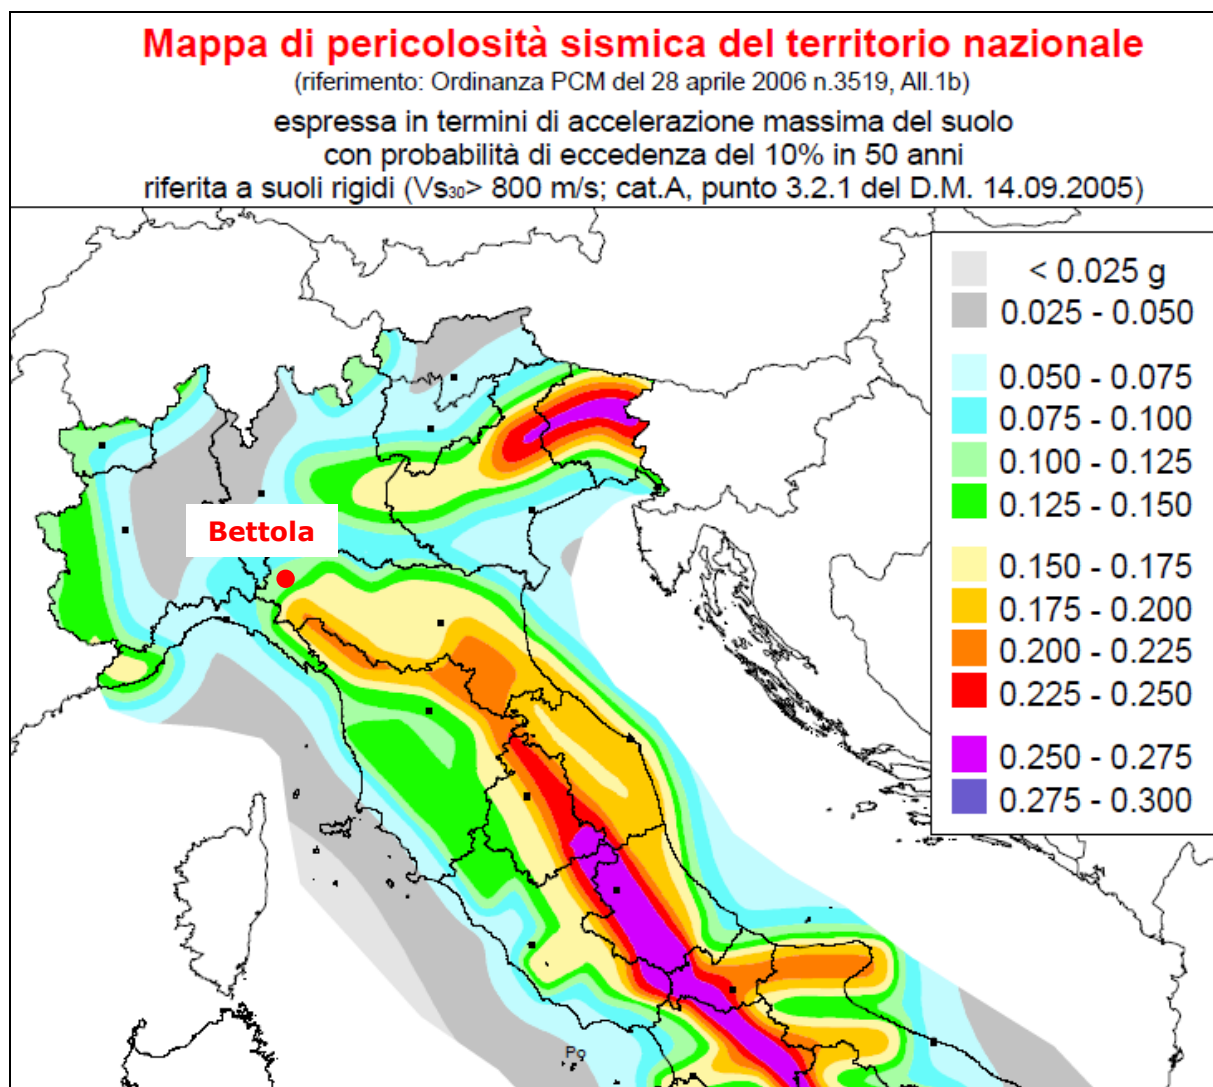 Mappa di pericolosità sismica del territorio nazionale
(riferimento: Ordinanza PCM del 28 aprile 2006 n.3519, All.1b)
espressa in termini di accelerazione massima del suolo
con probabilità di eccedenza del 10% in 50 anni
riferita a suoli rigidi (Vs30> 800 m/s; cat.A, punto 3.2.1 del D.M. 14.09.2005)
< 0.025 g
0.025 - 0.050
0.050 - 0.075
0.075 - 0.100
0.100 - 0.125
0.125 - 0.150
0.150 - 0.175
0.175 - 0.200
0.200 - 0.225
0.225 - 0.250
0.250 - 0.275
0.275 - 0.300
Bettola